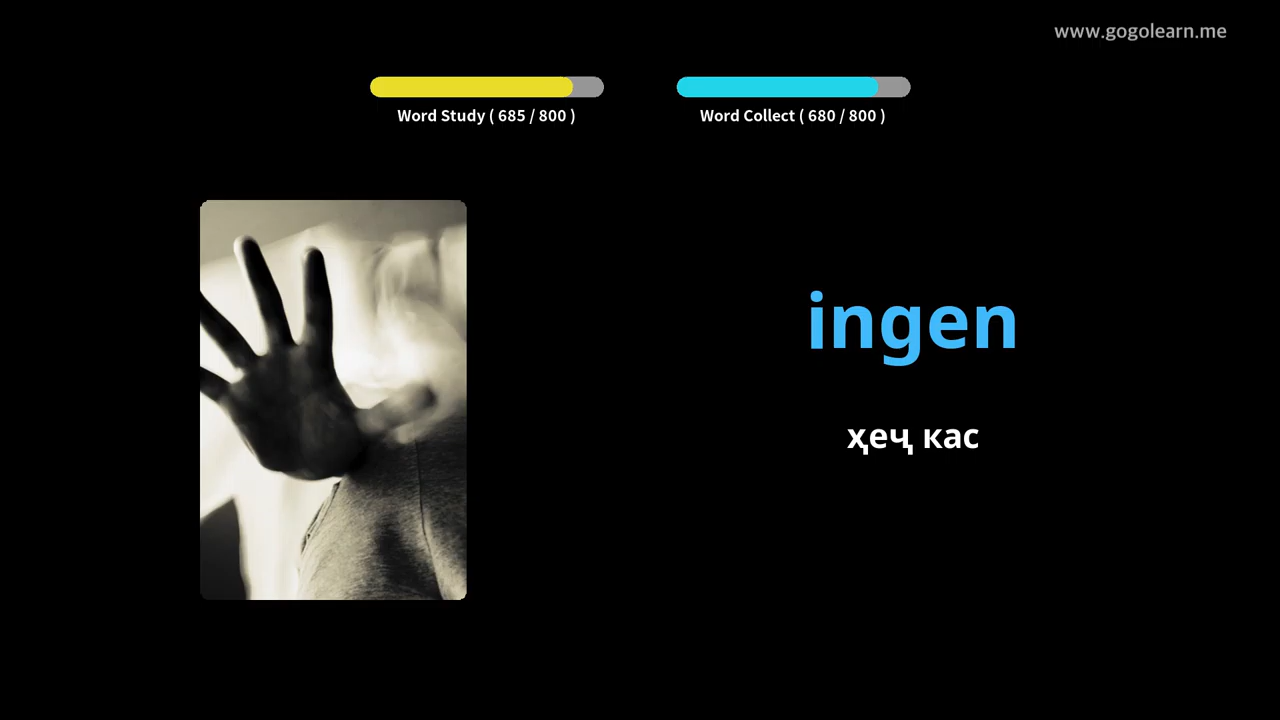 www.gogolearn.me
Word Study ( 685 / 800 )
Word Collect ( 680 / 800 )
ingen
ҳеҷ кас